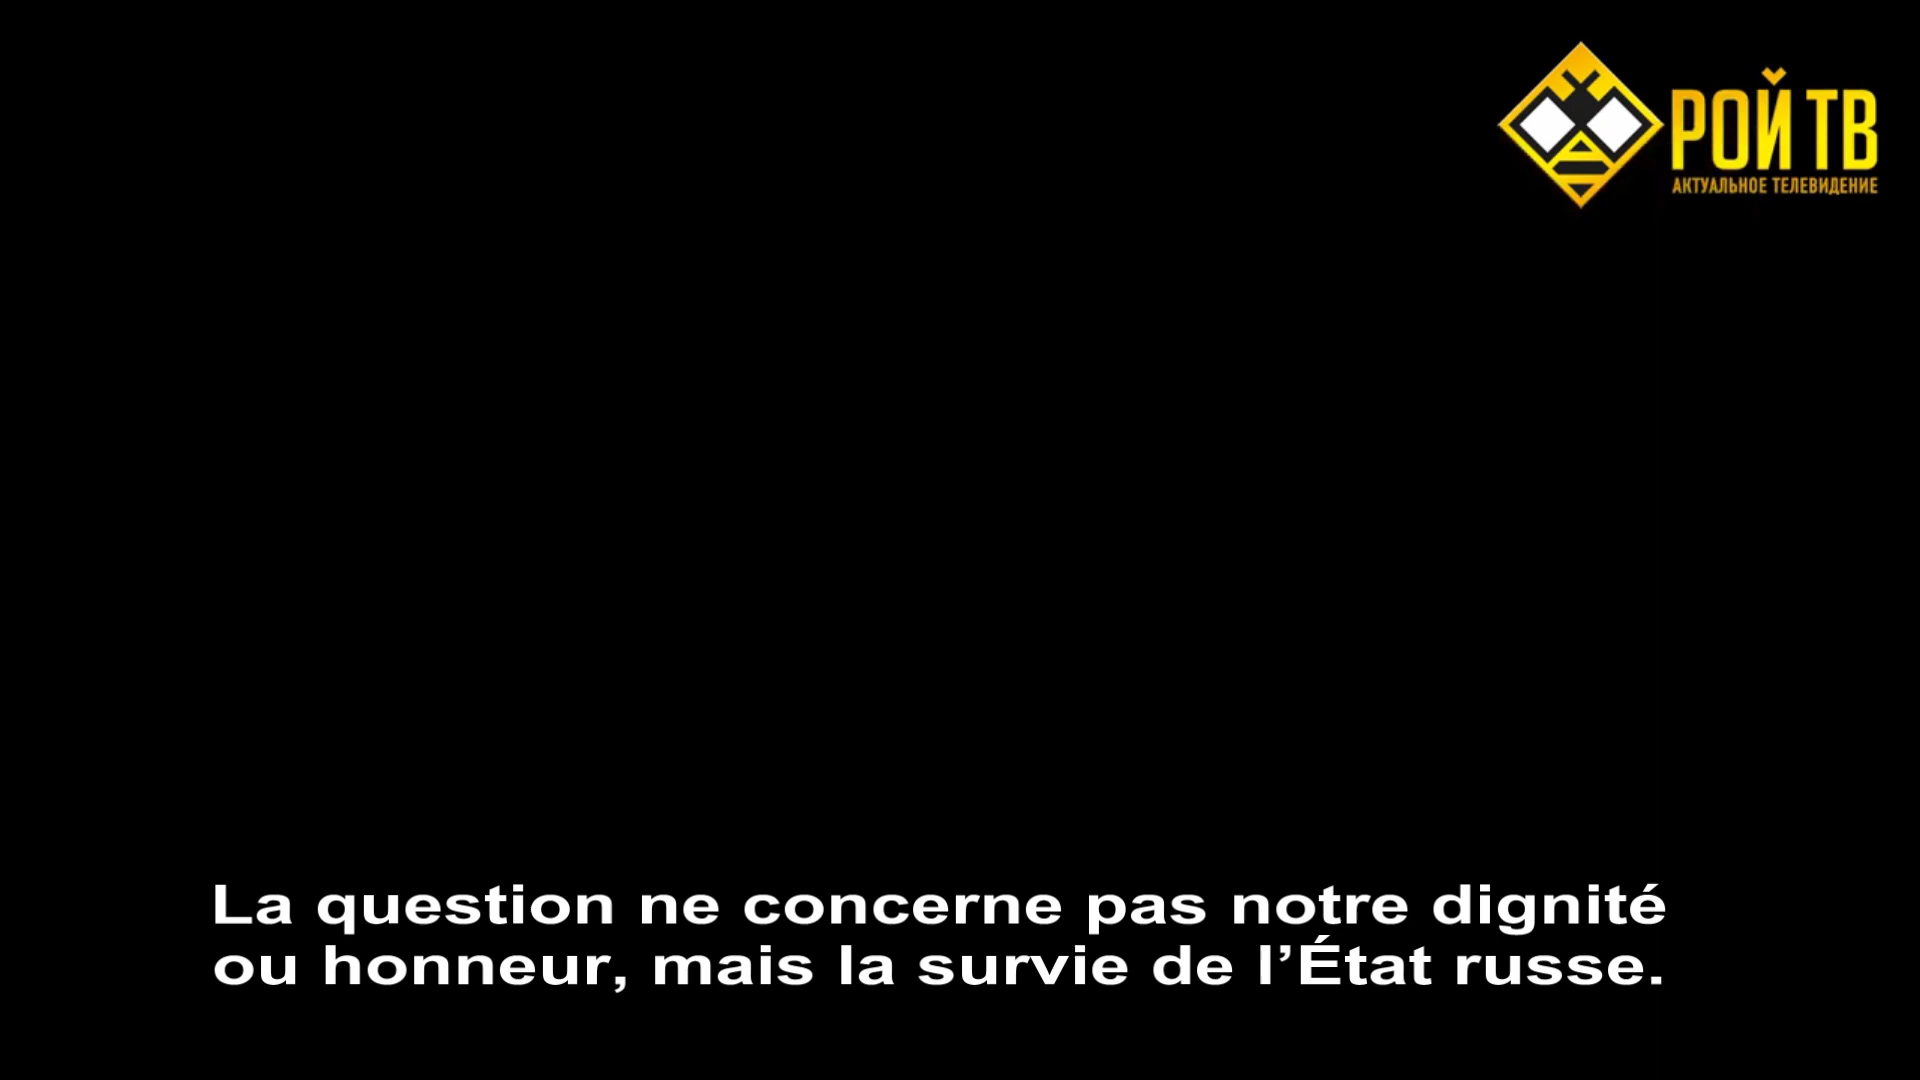 РОЙ ТВ
АКТУАЛЬНОЕ ТЕЛЕВИДЕНИЕ
La question ne concerne pas notre dignité
ou honneur, mais la survie de l’État russe.